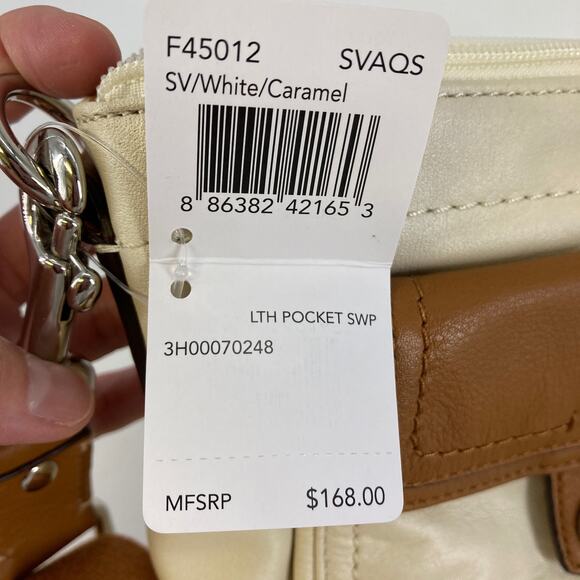 F45012 SVAQS
SV/White/Caramel
8 86382 42165 3
LTH POCKET SWP
3H00070248
MFSRP $168.00